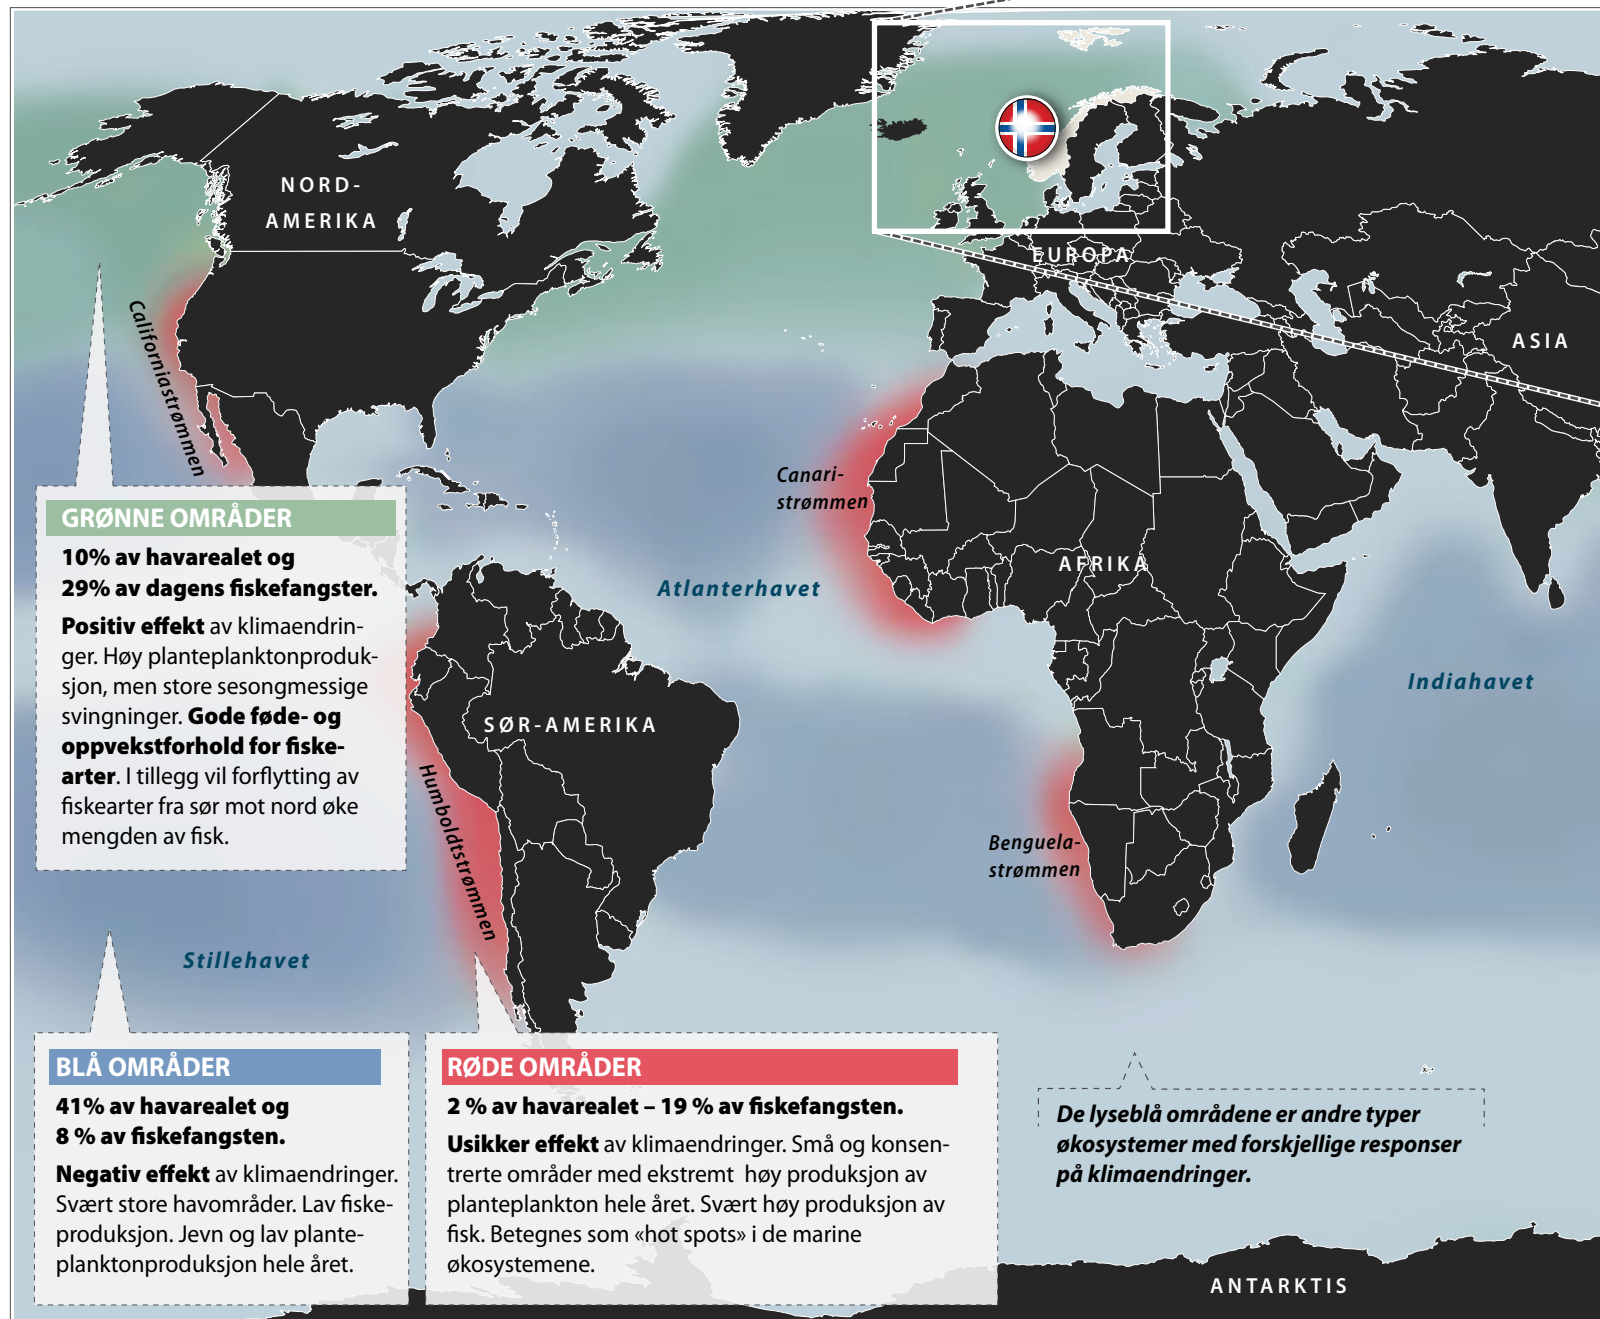 NORD-
AMERIKA
EUROPA
ASIA
Californiastrømmen
Canari-
strømmen
AFRIKA
Atlanterhavet
Indiahavet
SØR-AMERIKA
Humboldtstrømmen
Benguela-
strømmen
Stillehavet
ANTARKTIS
GRØNNE OMRÅDER
10% av havarealet og
29% av dagens fiskefangster.
Positiv effekt av klimaendrin-
ger. Høy planteplanktonproduk-
sjon, men store sesongmessige
svingninger. Gode føde- og
oppvekstforhold for fiske-
arter. I tillegg vil forflytting av
fiskearter fra sør mot nord øke
mengden av fisk.
BLÅ OMRÅDER
41% av havarealet og
8 % av fiskefangsten.
Negativ effekt av klimaendringer.
Svært store havområder. Lav fiske-
produksjon. Jevn og lav plante-
planktonproduksjon hele året.
RØDE OMRÅDER
2 % av havarealet – 19 % av fiskefangsten.
Usikker effekt av klimaendringer. Små og konsen-
trerte områder med ekstremt høy produksjon av
planteplankton hele året. Svært høy produksjon av
fisk. Betegnes som «hot spots» i de marine
økosystemene.
De lyseblå områdene er andre typer
økosystemer med forskjellige responser
på klimaendringer.